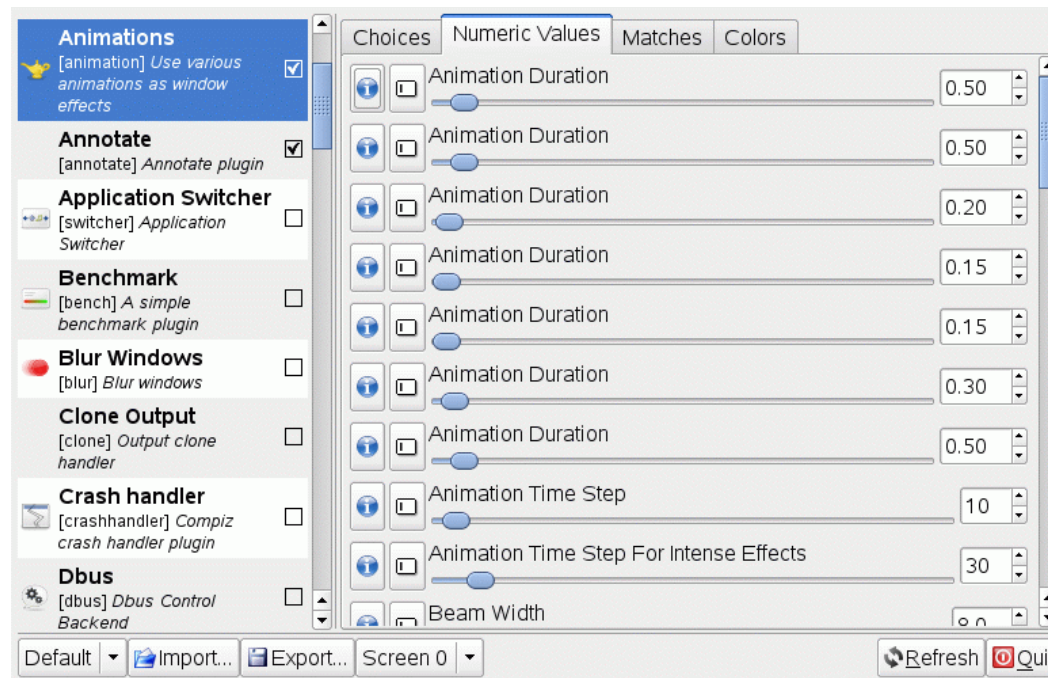 Animations
[animation] Use various
animations as window
effects
Annotate
[annotate] Annotate plugin
Application Switcher
[switcher] Application
Switcher
Benchmark
[bench] A simple
benchmark plugin
Blur Windows
[blur] Blur windows
Clone Output
[clone] Output clone
handler
Crash handler
[crashhandler] Compiz
crash handler plugin
Dbus
[dbus] Dbus Control
Backend
Choices Numeric Values Matches Colors
Animation Duration 0.50
Animation Duration 0.50
Animation Duration 0.20
Animation Duration 0.15
Animation Duration 0.15
Animation Duration 0.30
Animation Duration 0.50
Animation Time Step 10
Animation Time Step For Intense Effects 30
Beam Width
Default Import... Export... Screen 0 Refresh Qui